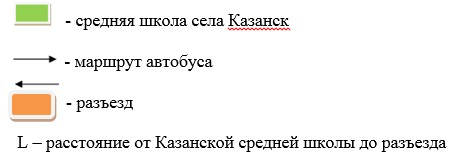 - средняя школа села Казанск
- маршрут автобуса
- разъезд
L – расстояние от Казанской средней школы до разъезда